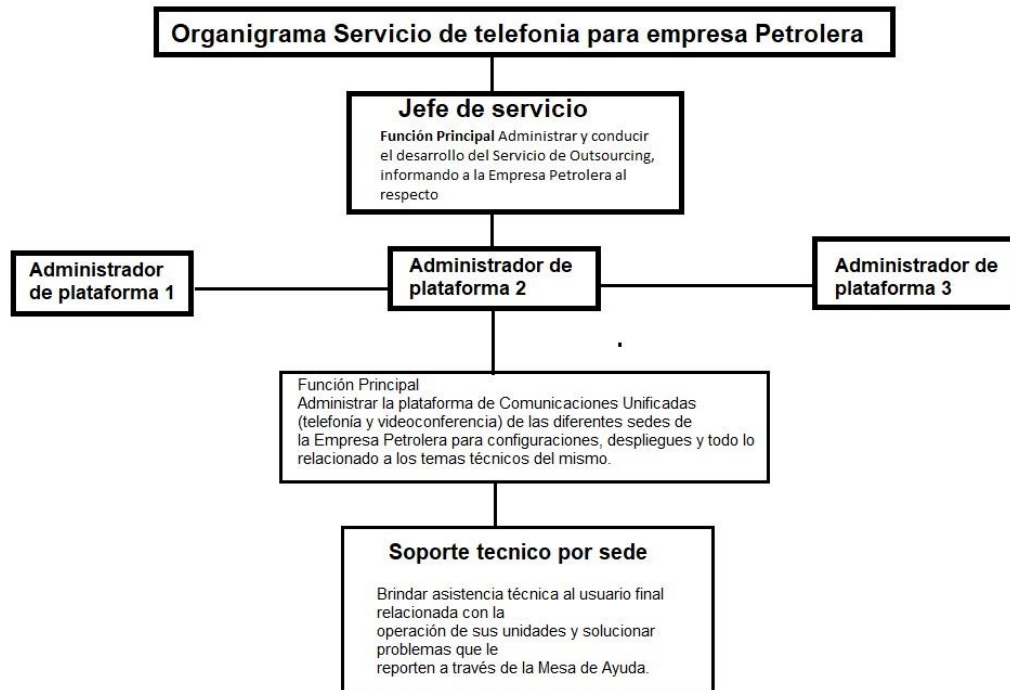 Organigrama Servicio de telefonia para empresa Petrolera
Jefe de servicio
Función Principal Administrar y conducir
el desarrollo del Servicio de Outsourcing,
informando a la Empresa Petrolera al
respecto
Administrador
de plataforma 1
Administrador de
plataforma 2
Administrador de
plataforma 3
Función Principal
Administrar la plataforma de Comunicaciones Unificadas
(telefonía y videoconferencia) de las diferentes sedes de
la Empresa Petrolera para configuraciones, despliegues y todo lo
relacionado a los temas técnicos del mismo.
Soporte tecnico por sede
Brindar asistencia técnica al usuario final
relacionada con la
operación de sus unidades y solucionar
problemas que le
reporten a través de la Mesa de Ayuda.